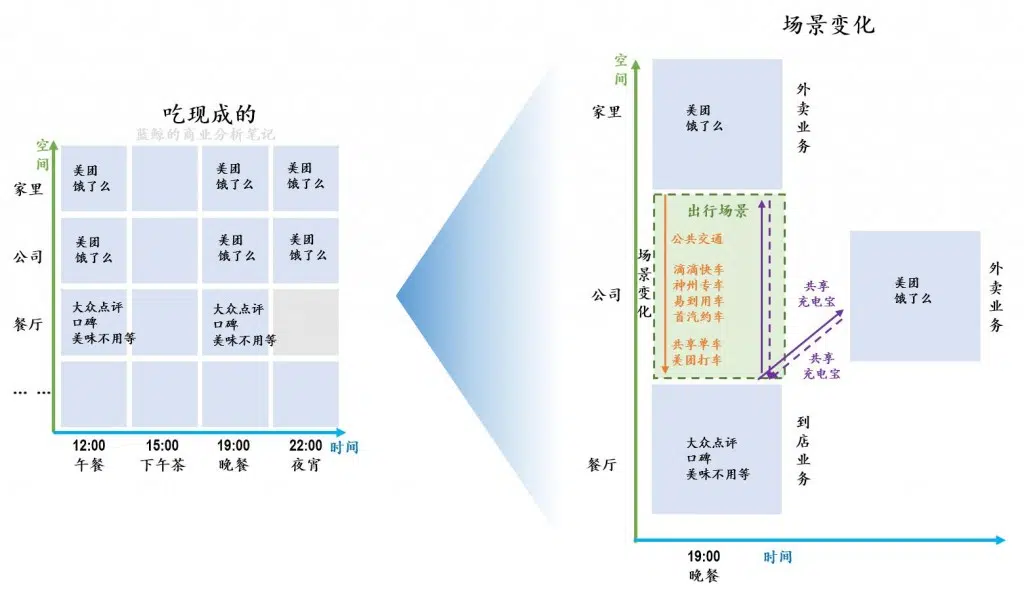 吃现成的
蓝鲸的商业分析笔记
空间
家里
美团
饿了么
美团
饿了么
美团
饿了么
公司
美团
饿了么
美团
饿了么
美团
饿了么
餐厅
大众点评
口碑
美味不用等
大众点评
口碑
美味不用等
... ...
12:00
午餐
15:00
下午茶
19:00
晚餐
22:00
夜宵
时间
场景变化
空间
家里
美团
饿了么
外卖业务
出行场景
公共交通
滴滴快车
神州专车
易到用车
首汽约车
共享单车
美团打车
场景变化
公司
共享
充电宝
共享
充电宝
美团
饿了么
外卖业务
餐厅
大众点评
口碑
美味不用等
到店业务
19:00
晚餐
时间